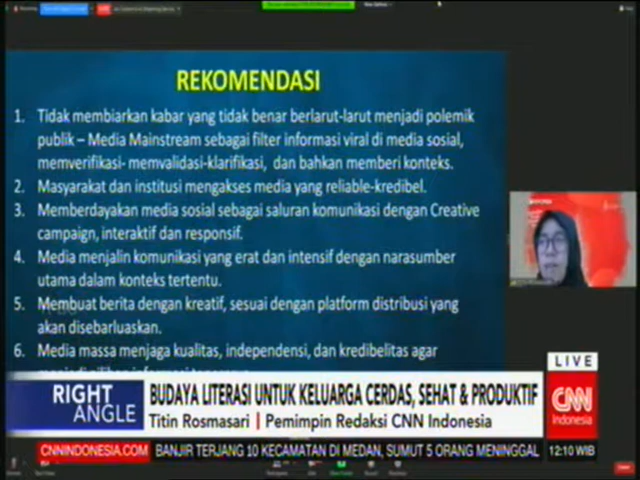 REKOMENDASI
1. Tidak membiarkan kabar yang tidak benar berlarut-larut menjadi polemik
publik – Media Mainstream sebagai filter informasi viral di media sosial,
memverifikasi- memvalidasi-klarifikasi, dan bahkan memberi konteks.
2. Masyarakat dan institusi mengakses media yang reliable-kredibel.
3. Memberdayakan media sosial sebagai saluran komunikasi dengan Creative
campaign, interaktif dan responsif.
4. Media menjalin komunikasi yang erat dan intensif dengan narasumber
utama dalam konteks tertentu.
5. Membuat berita dengan kreatif, sesuai dengan platform distribusi yang
akan disebarluaskan.
6. Media massa menjaga kualitas, independensi, dan kredibelitas agar
LIVE
RIGHT
ANGLE
BUDAYA LITERASI UNTUK KELUARGA CERDAS, SEHAT & PRODUKTIF
Titin Rosmasari | Pemimpin Redaksi CNN Indonesia
CNN
Indonesia
CNNINDONESIA.COM BANJIR TERJANG 10 KECAMATAN DI MEDAN, SUMUT 5 ORANG MENINGGAL 12:10 WIB